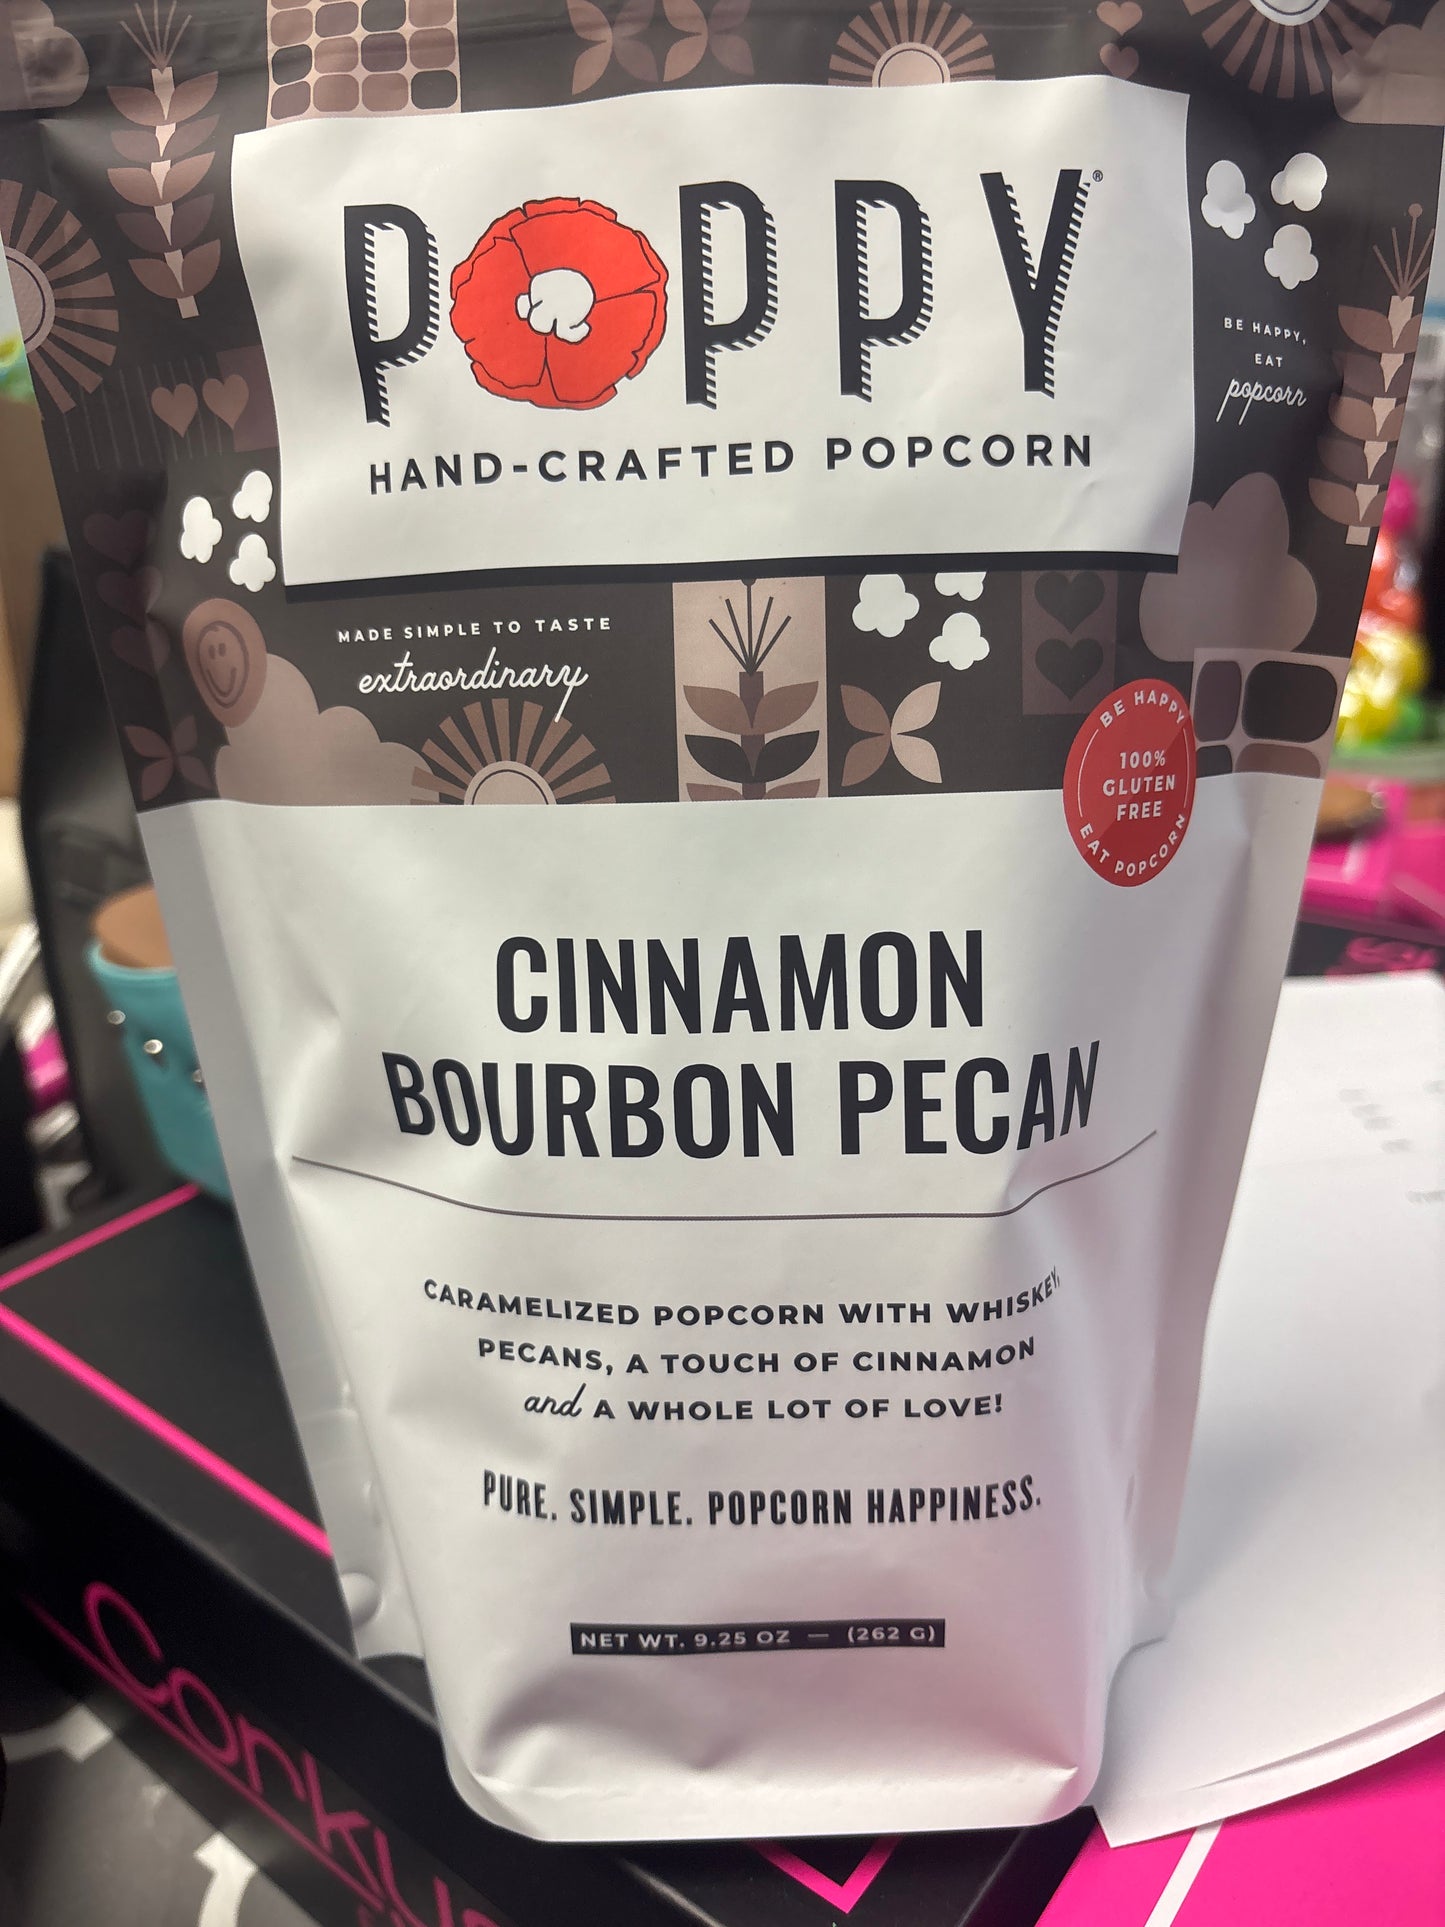 POPPY®
HAND-CRAFTED POPCORN
BE HAPPY,
EAT
popcorn
MADE SIMPLE TO TASTE
extraordinary
BE HAPPY
100%
GLUTEN
FREE
EAT POPCORN
CINNAMON
BOURBON PECAN
CARAMELIZED POPCORN WITH WHISKEY,
PECANS, A TOUCH OF CINNAMON
and A WHOLE LOT OF LOVE!
PURE. SIMPLE. POPCORN HAPPINESS.
NET WT. 9.25 OZ — (262 G)